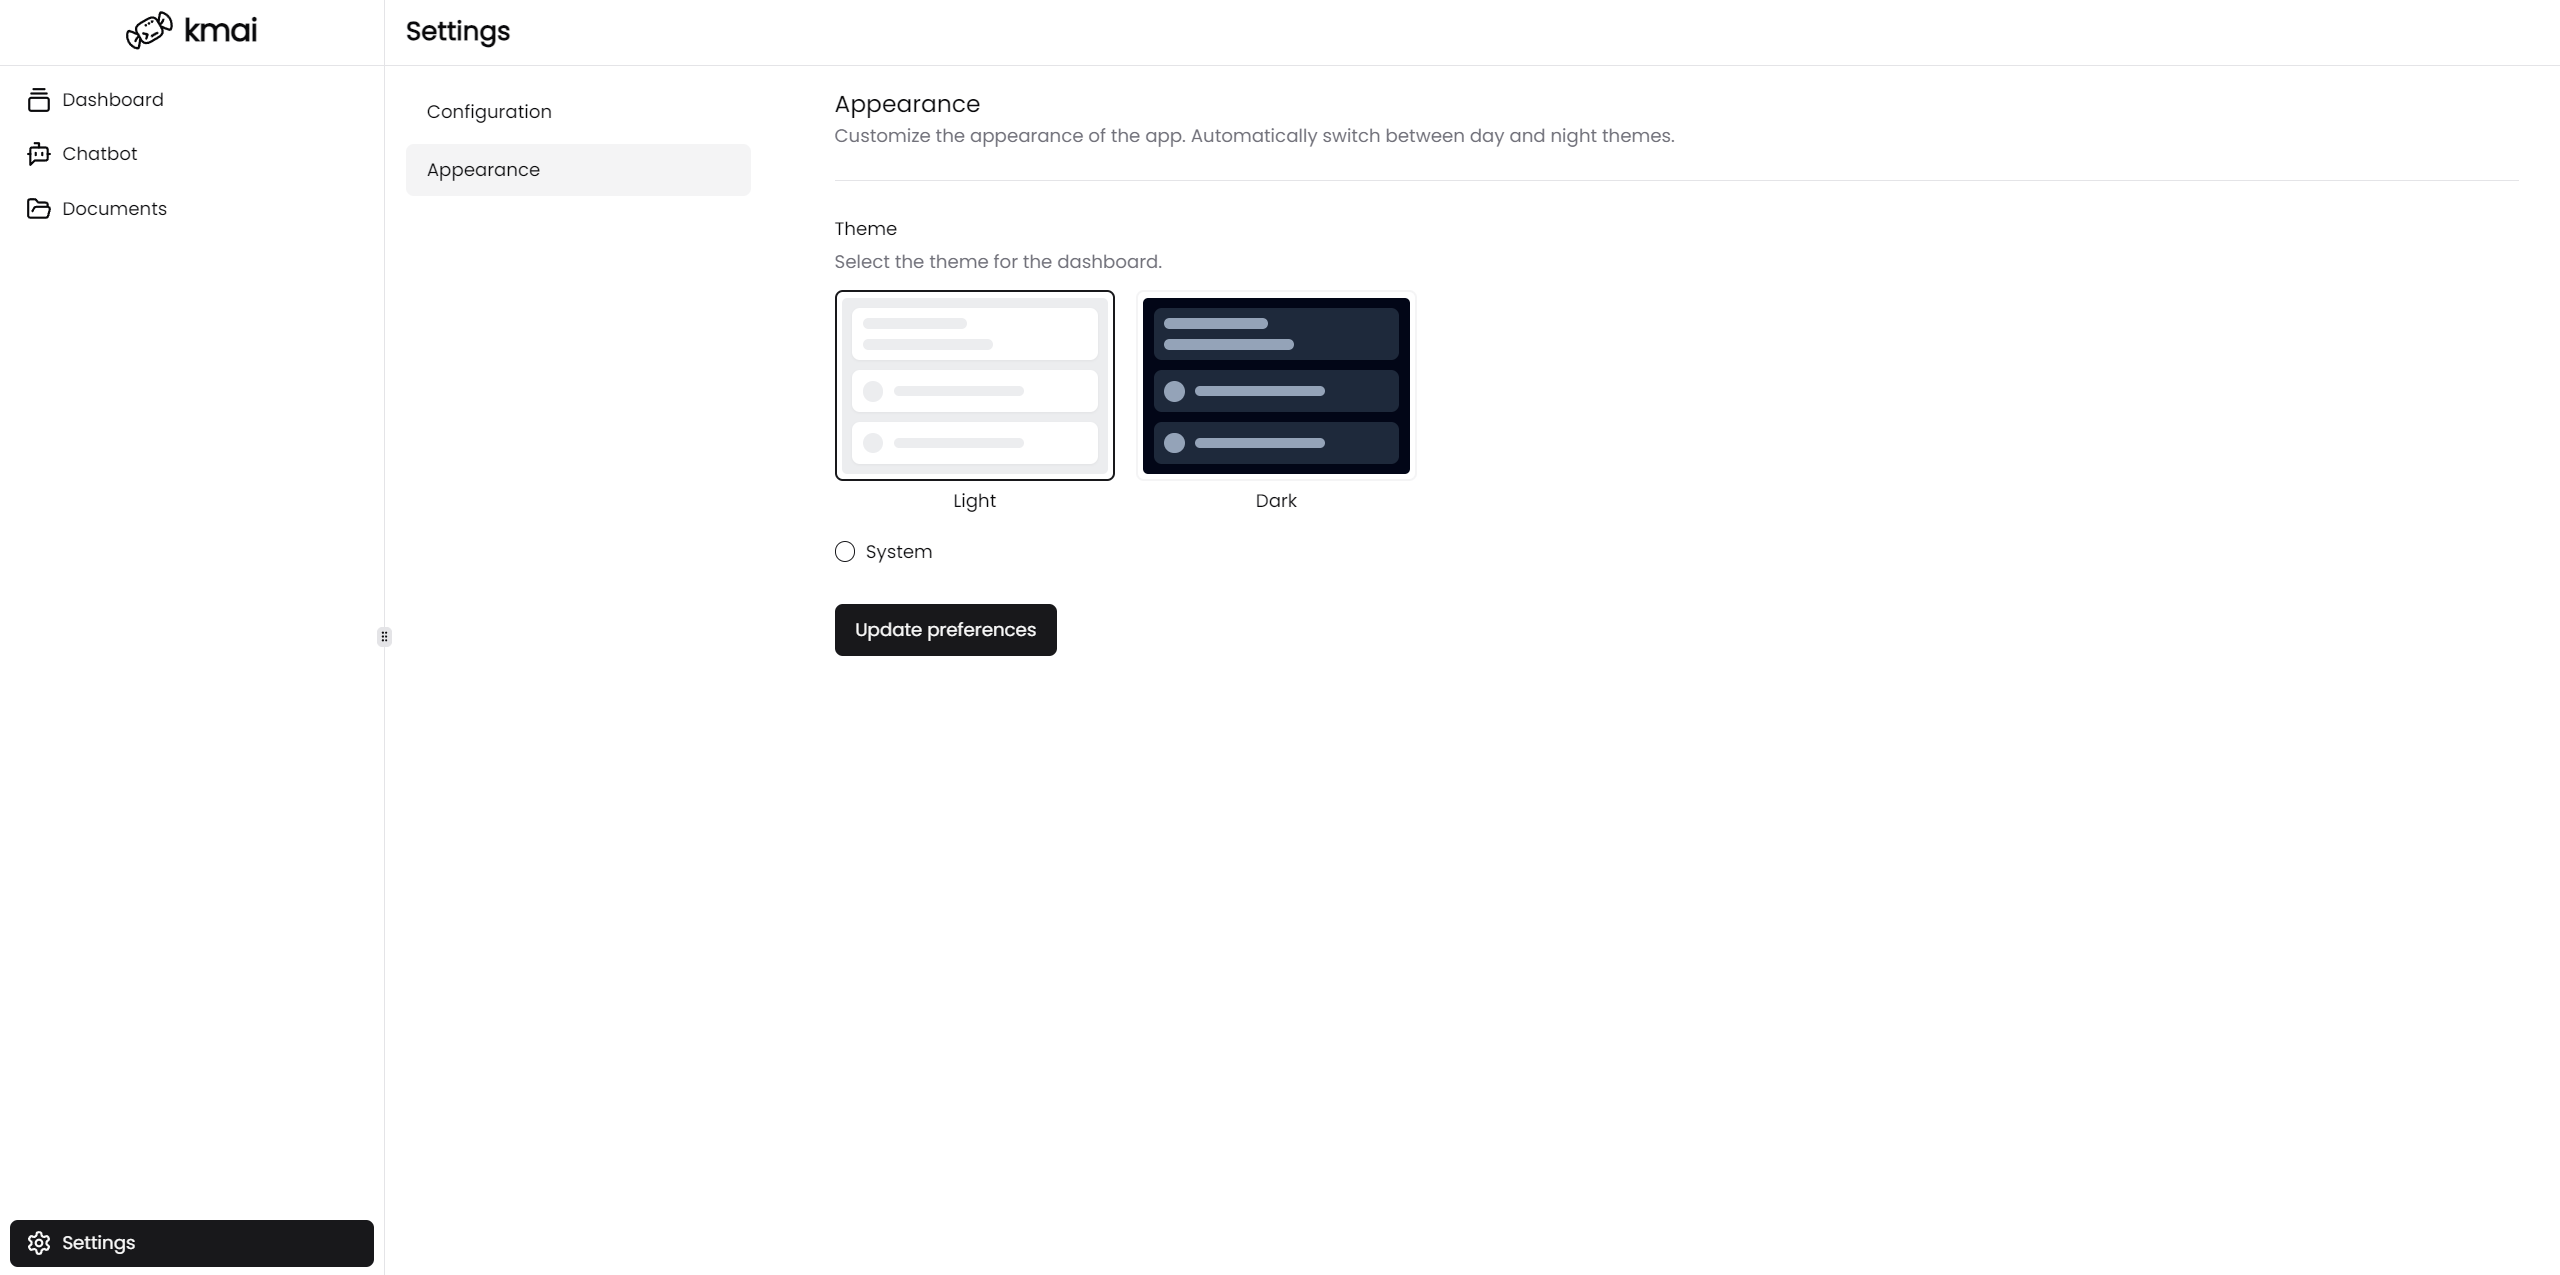 kmai
Settings
Dashboard
Chatbot
Documents
Configuration
Appearance
Appearance
Customize the appearance of the app. Automatically switch between day and night themes.
Theme
Select the theme for the dashboard.
Light
Dark
System
Update preferences
Settings